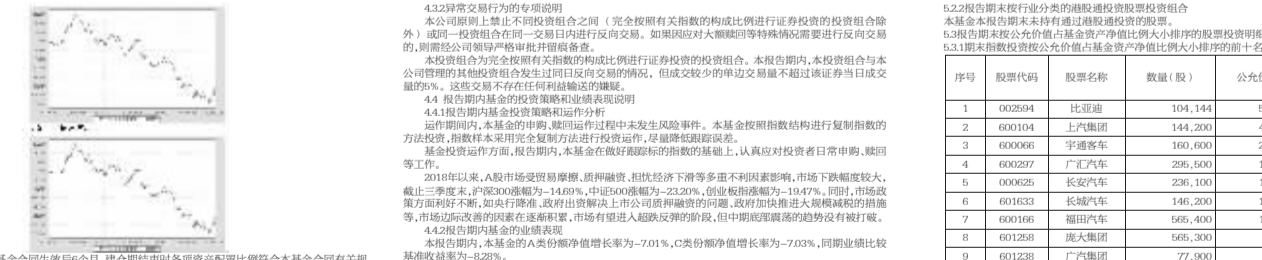 基金合同生效后6个月，建仓期结束时各项资产配置比例符合本基金合同有关规
4.3.2异常交易行为的专项说明
本公司原则上禁止不同投资组合之间（完全按照有关指数的构成比例进行证券投资的投资组合除
外）或同一投资组合在同一交易日内进行反向交易。如果因应对大额赎回等特殊情况需要进行反向交易
的,则需经公司领导严格审批并留痕备查。
本投资组合为完全按照有关指数的构成比例进行证券投资的投资组合。本报告期内,本投资组合与本
公司管理的其他投资组合发生过同日反向交易的情况，但成交较少的单边交易量不超过该证券当日成交
量的5%。这些交易不存在任何利益输送的嫌疑。
4.4 报告期内基金的投资策略和业绩表现说明
4.4.1报告期内基金投资策略和运作分析
运作期间内,本基金的申购、赎回运作过程中未发生风险事件。本基金按照指数结构进行复制指数的
方法投资,指数样本采用完全复制方法进行投资运作,尽量降低跟踪误差。
基金投资运作方面,报告期内,本基金在做好跟踪标的指数的基础上,认真应对投资者日常申购、赎回
等工作。
2018年以来,A股市场受贸易摩擦、质押融资、担忧经济下滑等多重不利因素影响,市场下跌幅度较大,
截止三季度末,沪深300涨幅为–14.69%,中证500涨幅为–23.20%,创业板指涨幅为–19.47%。同时,市场政
策方面利好不断,如央行降准、政府出资解决上市公司质押融资的问题、政府加快推进大规模减税的措施
等,市场边际改善的因素在逐渐积累,市场有望进入超跌反弹的阶段,但中期底部震荡的趋势没有被打破。
4.4.2报告期内基金的业绩表现
本报告期内,本基金的A类份额净值增长率为–7.01%,C类份额净值增长率为–7.03%,同期业绩比较
基准收益率为–8.28%。
5.2.2报告期末按行业分类的港股通投资股票投资组合
本基金本报告期末未持有通过港股通投资的股票。
5.3报告期末按公允价值占基金资产净值比例大小排序的股票投资明细
5.3.1期末指数投资按公允价值占基金资产净值比例大小排序的前十名
序号 股票代码 股票名称 数量（股） 公允价
1 002594 比亚迪 104,144
2 600104 上汽集团 144,200
3 600066 宇通客车 160,600
4 600297 广汇汽车 295,500
5 000625 长安汽车 236,100
6 601633 长城汽车 146,200
7 600166 福田汽车 565,400
8 601258 庞大集团 565,300
9 601238 广汽集团 77,900